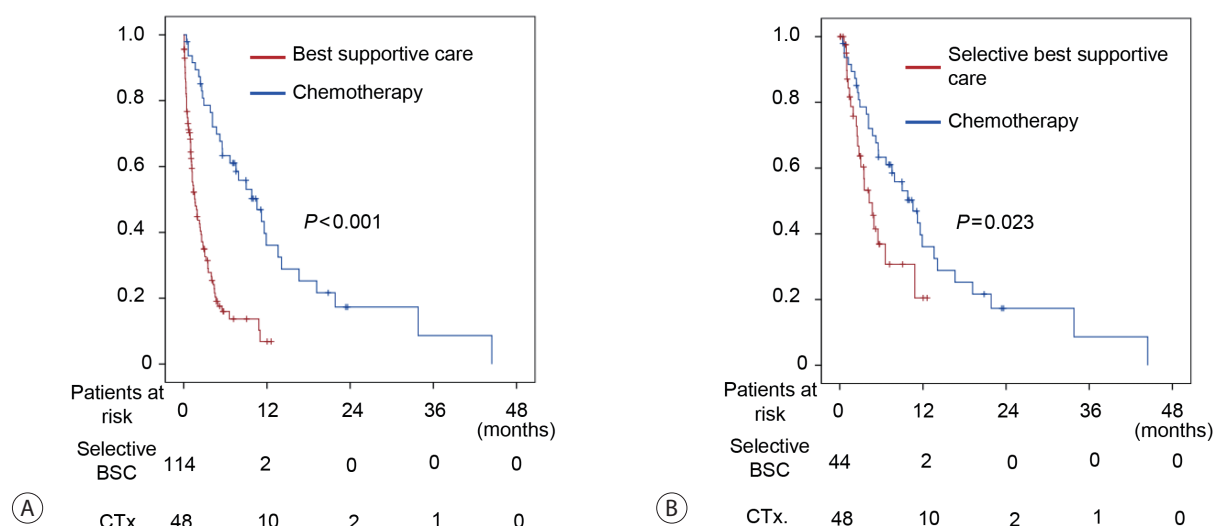 1.0
0.8
0.6
0.4
0.2
0
Best supportive care
Chemotherapy
P<0.001
Patients at
risk
0 12 24 36 48
(months)
Selective
BSC
114 2 0 0 0
CTx. 48 10 2 1 0
A
1.0
0.8
0.6
0.4
0.2
0
Selective best supportive
care
Chemotherapy
P=0.023
Patients at
risk
0 12 24 36 48
(months)
Selective
BSC
44 2 0 0 0
CTx. 48 10 2 1 0
B